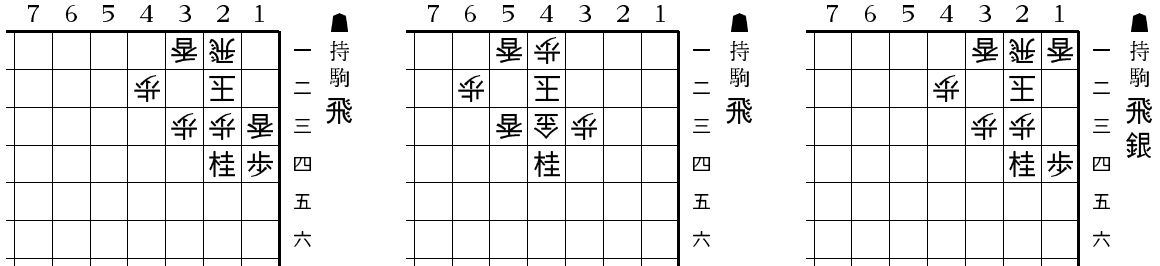 7 6 5 4 3 2 1
香 飛 一
歩 王 二
歩 歩 香 三
桂 歩 四
五
六
☗持駒 飛
7 6 5 4 3 2 1
香 歩 一
歩 王 二
香 金 歩 三
桂 四
五
六
☗持駒 飛
7 6 5 4 3 2 1
香 飛 香 一
歩 王 二
歩 歩 三
桂 歩 四
五
六
☗持駒 飛銀